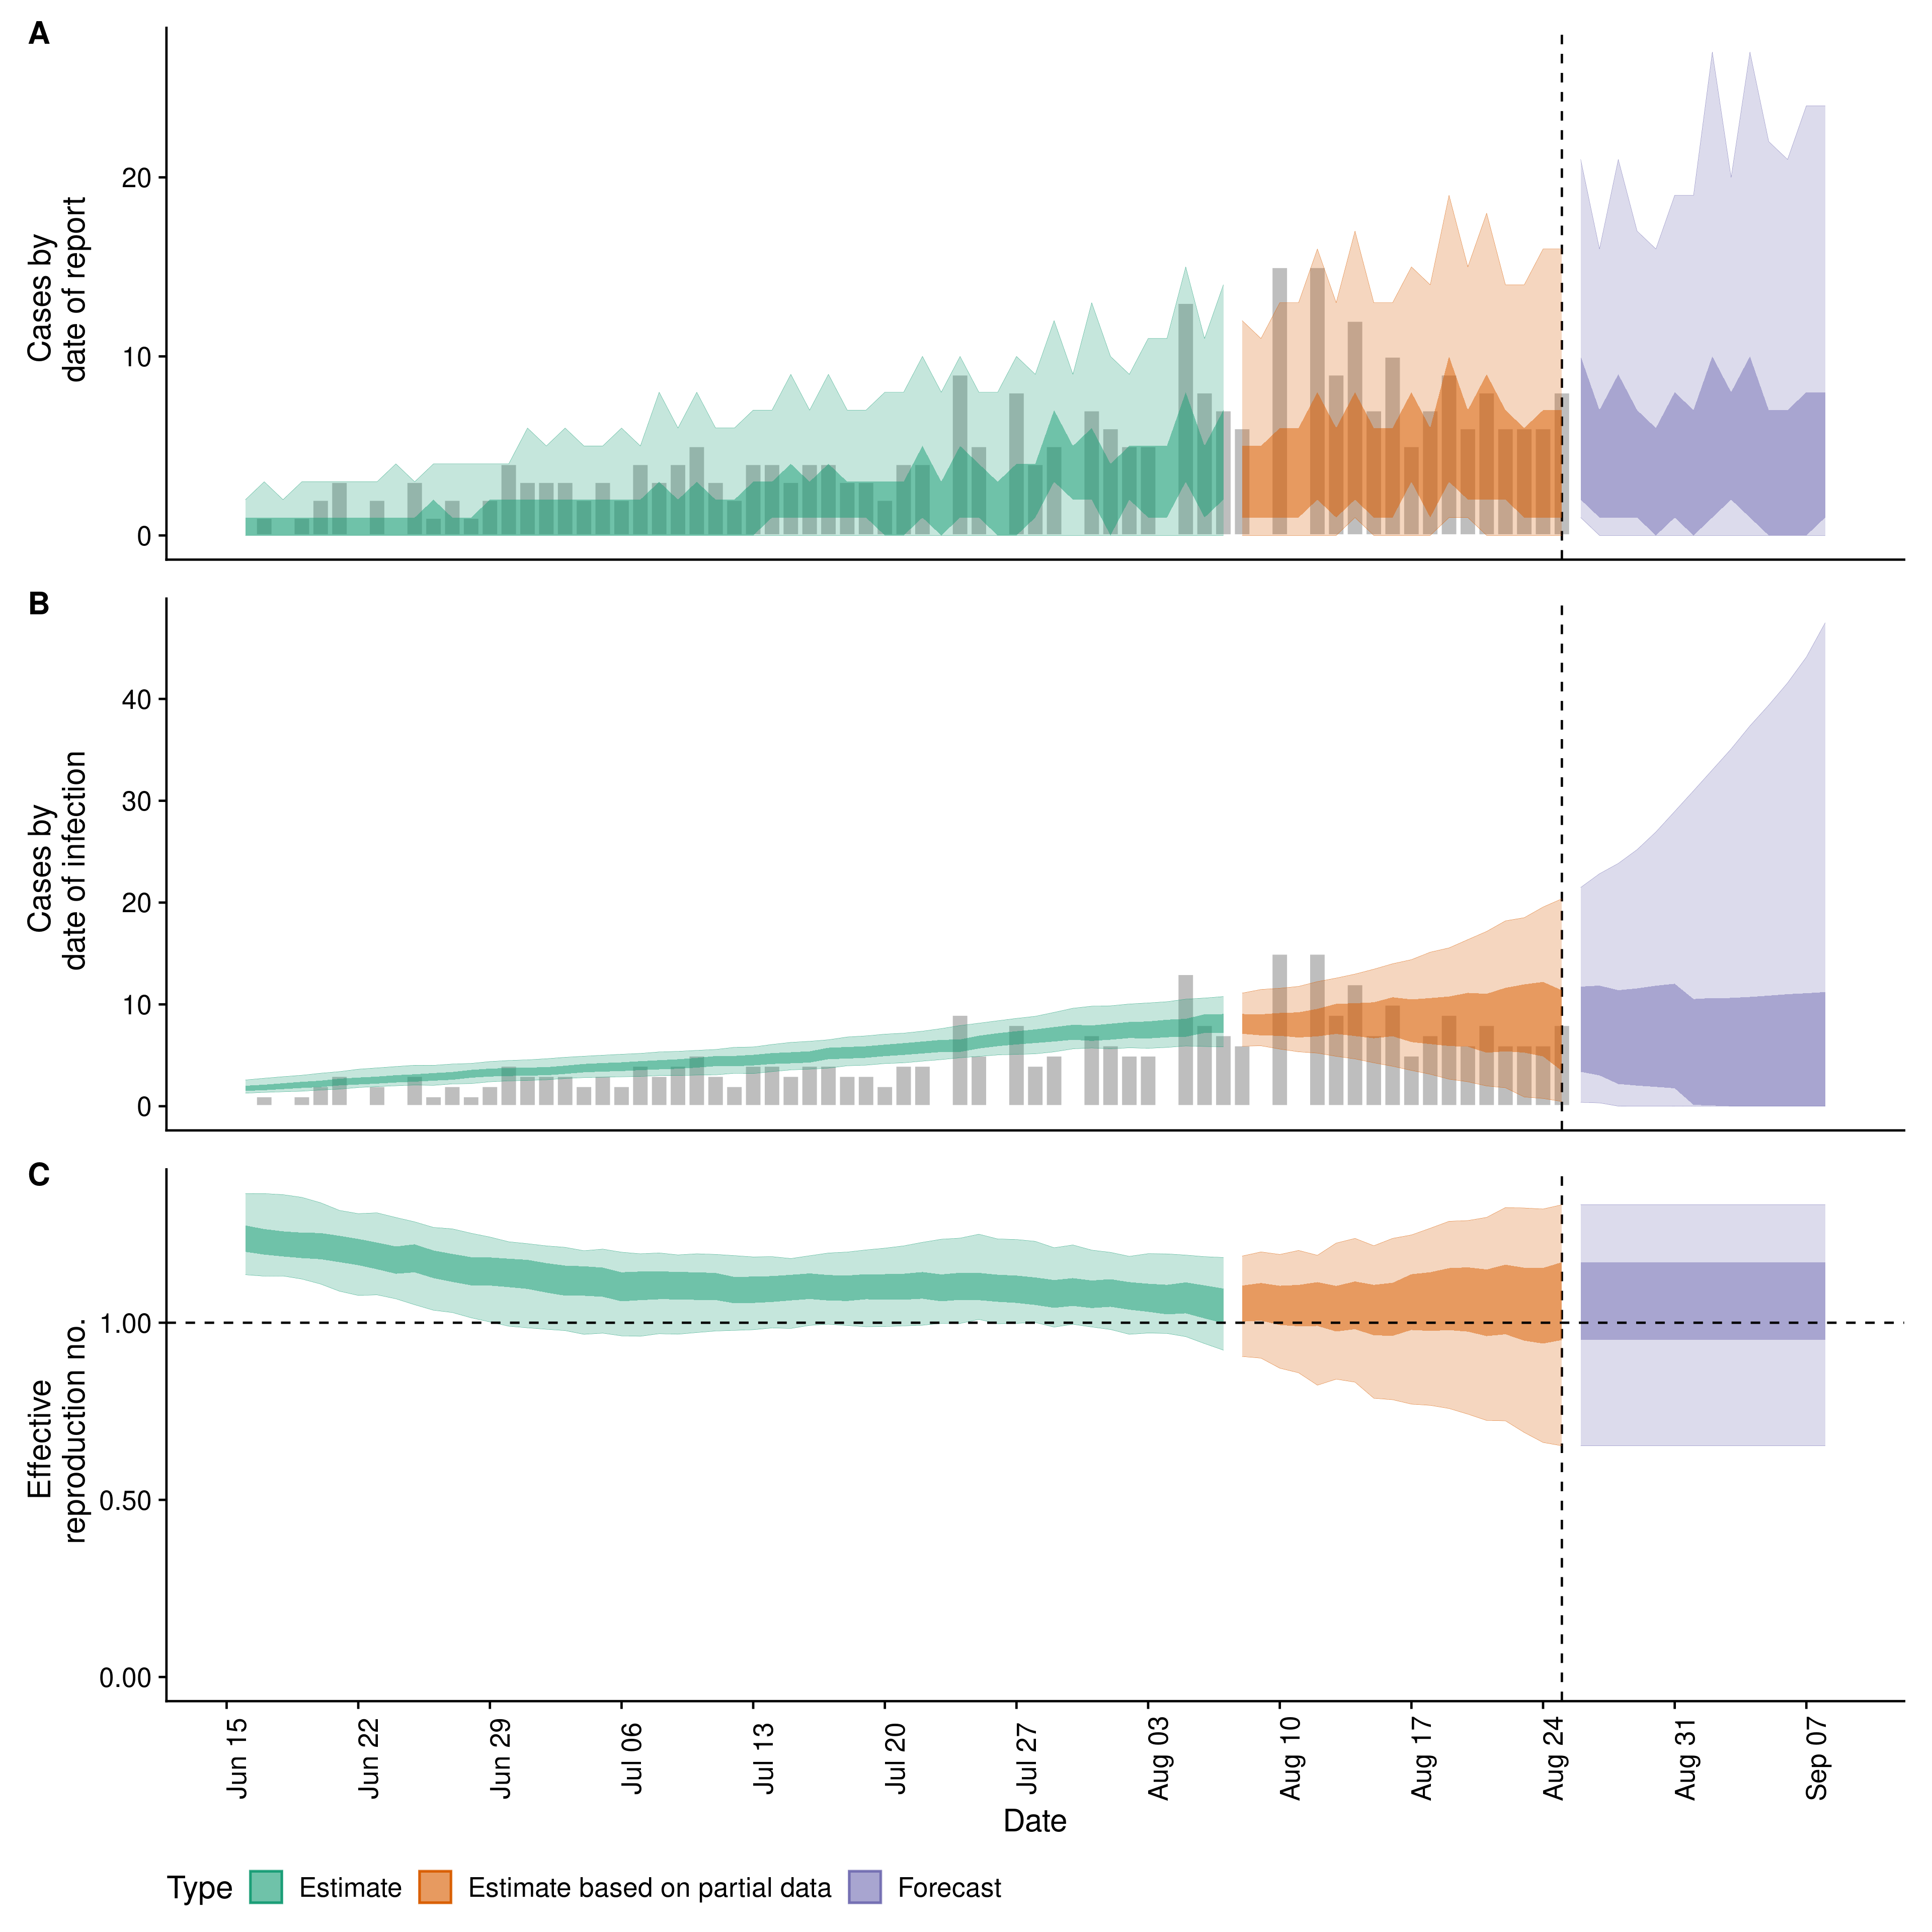 A
Cases by
date of report
20
10
0
B
Cases by
date of infection
40
30
20
10
0
C
Effective
reproduction no.
1.00
0.50
0.00
Jun 15
Jun 22
Jun 29
Jul 06
Jul 13
Jul 20
Jul 27
Aug 03
Aug 10
Aug 17
Aug 24
Aug 31
Sep 07
Date
Type Estimate Estimate based on partial data Forecast